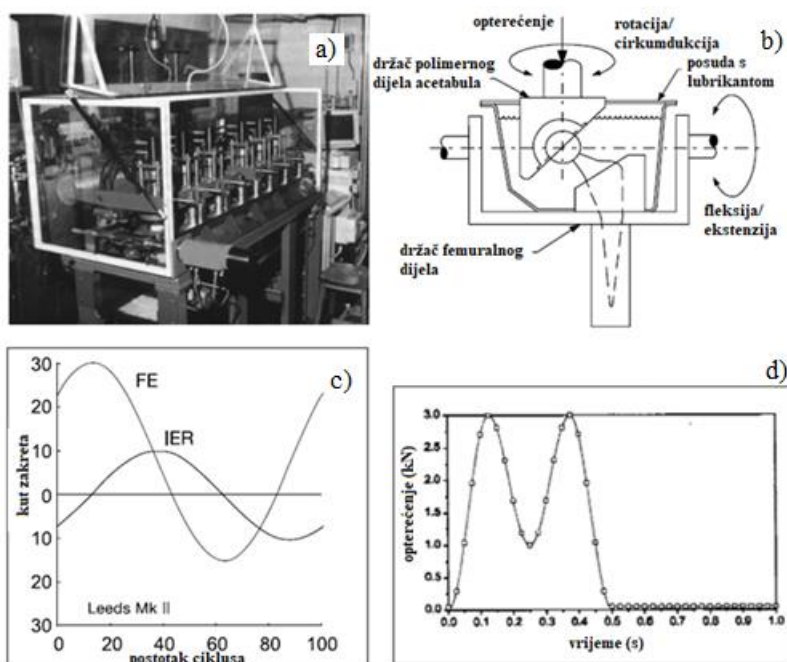 a)
b)
opterećenje
rotacija/
cirkumdukcija
držač polimernog
dijela acetabula
posuda s
lubrikantom
fleksija/
ekstenzija
držač femuralnog
dijela
c)
30
20
10
0
10
20
30
kut zakreta
FE
IER
Leeds Mk II
0 20 40 60 80 100
postotak ciklusa
d)
3.0
2.5
2.0
1.5
1.0
0.5
0.0
opterećenje (kN)
0.0 0.1 0.2 0.3 0.4 0.5 0.6 0.7 0.8 0.9 1.0
vrijeme (s)